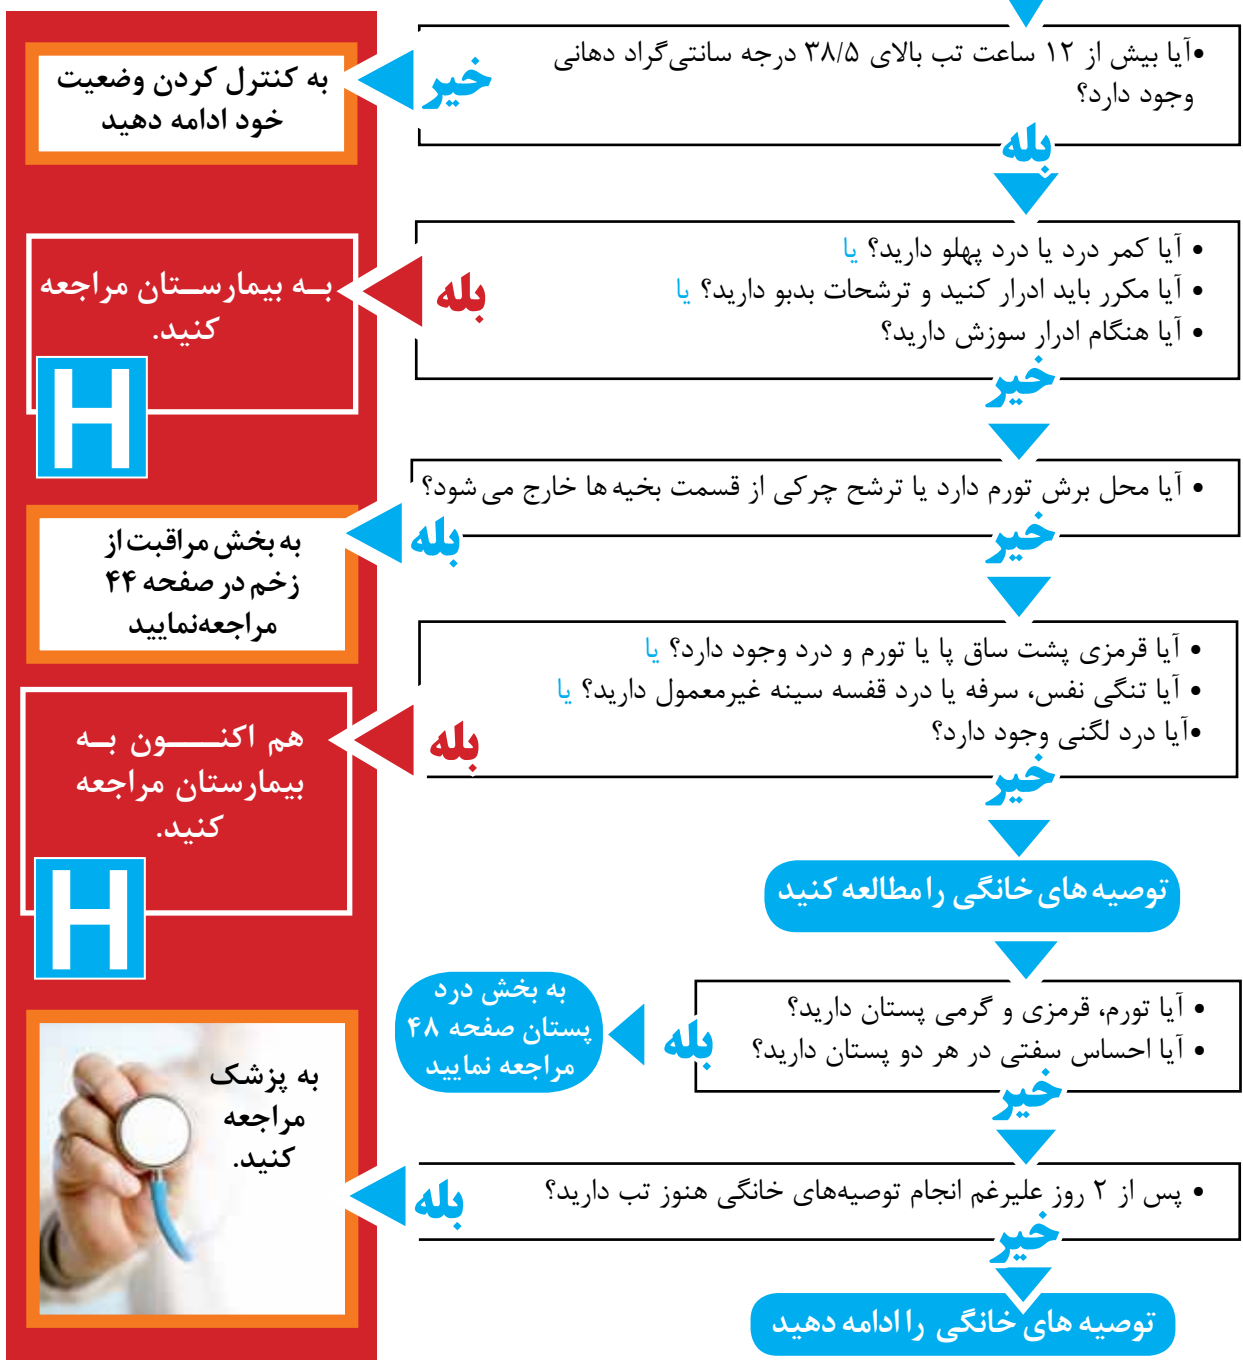 •آیا بیش از ۱۲ ساعت تب بالای ۳۸/۵ درجه سانتی‌گراد دهانی
وجود دارد؟
خیر
به کنترل کردن وضعیت
خود ادامه دهید
بله
• آیا کمر درد یا درد پهلو دارید؟ یا
• آیا مکرر باید ادرار کنید و ترشحات بدبو دارید؟ یا
• آیا هنگام ادرار سوزش دارید؟
بله
بـه بیمارسـتان مراجعه
کنید.
H
خیر
• آیا محل برش تورم دارد یا ترشح چرکی از قسمت بخیه ها خارج می شود؟
بله
به بخش مراقبت از
زخم در صفحه ۴۴
مراجعه‌نمایید
خیر
• آیا قرمزی پشت ساق پا یا تورم و درد وجود دارد؟ یا
• آیا تنگی نفس، سرفه یا درد قفسه سینه غیرمعمول دارید؟ یا
•آیا درد لگنی وجود دارد؟
بله
هم اکنـــون بــه
بیمارستان مراجعه
کنید.
H
خیر
توصیه های خانگی را مطالعه کنید
• آیا تورم، قرمزی و گرمی پستان دارید؟
• آیا احساس سفتی در هر دو پستان دارید؟
بله
به بخش درد
پستان صفحه ۴۸
مراجعه نمایید
خیر
• پس از ۲ روز علیرغم انجام توصیه‌های خانگی هنوز تب دارید؟
بله
به پزشک
مراجعه
کنید.
خیر
توصیه های خانگی را ادامه دهید